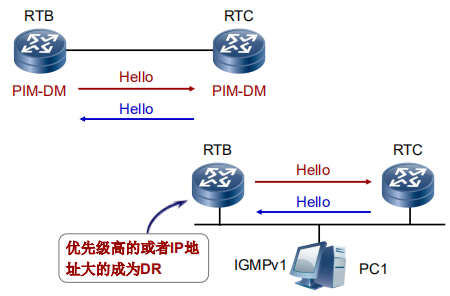 RTB RTC
Hello
PIM-DM PIM-DM
Hello
RTB RTC
Hello
Hello
优先级高的或者IP地
址大的成为DR
IGMPv1 PC1